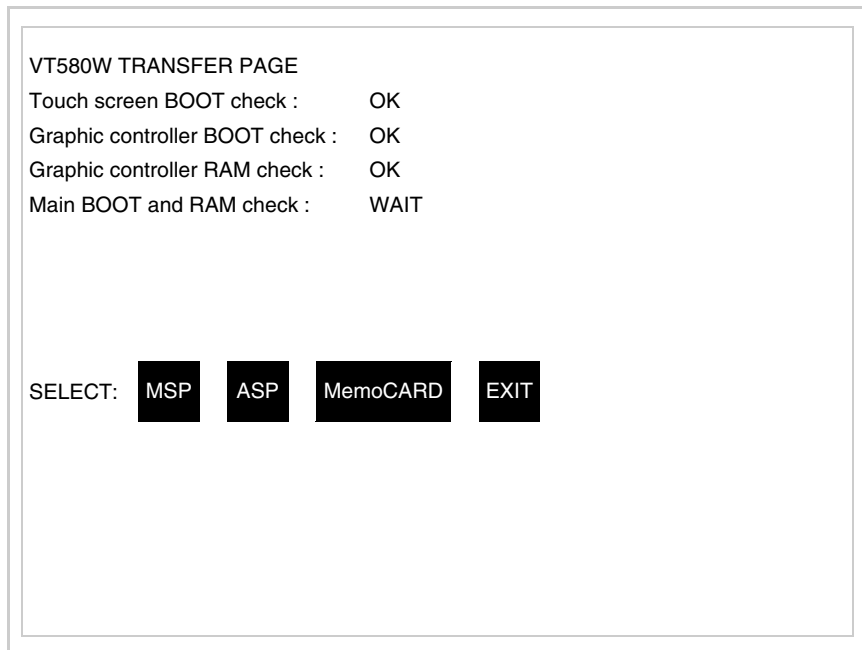 VT580W TRANSFER PAGE
Touch screen BOOT check : OK
Graphic controller BOOT check : OK
Graphic controller RAM check : OK
Main BOOT and RAM check : WAIT
SELECT: MSP ASP MemoCARD EXIT